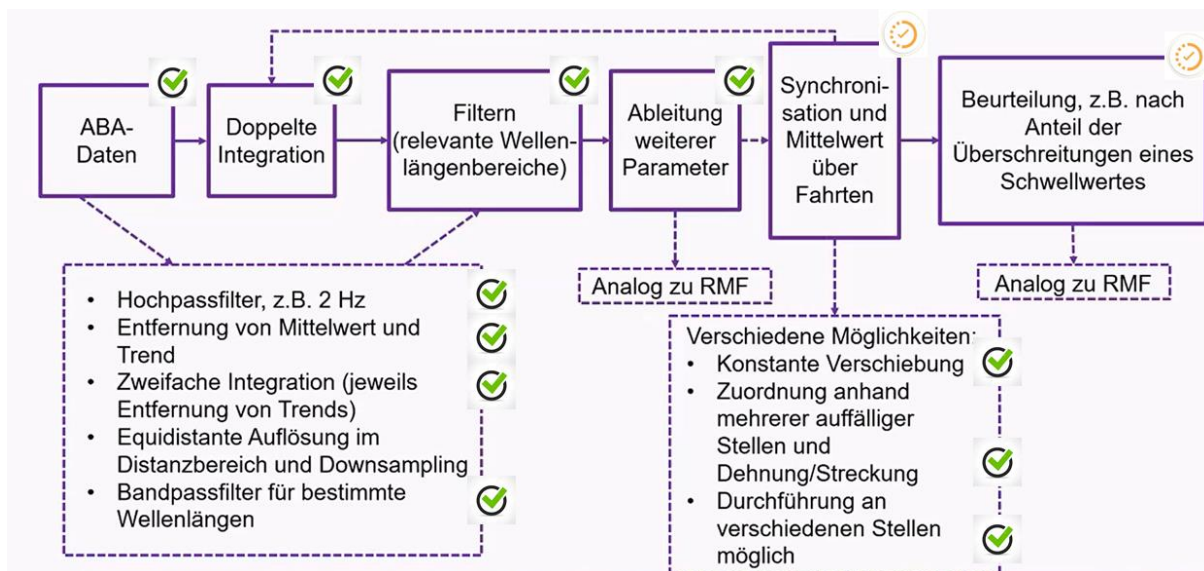 ABA-
Daten
Doppelte
Integration
Filtern
(relevante Wellen-
längenbereiche)
Ableitung
weiterer
Parameter
Synchroni-
sation und
Mittelwert
über
Fahrten
Beurteilung, z.B. nach
Anteil der
Überschreitungen eines
Schwellwertes
• Hochpassfilter, z.B. 2 Hz
• Entfernung von Mittelwert und
Trend
• Zweifache Integration (jeweils
Entfernung von Trends)
• Equidistante Auflösung im
Distanzbereich und Downsampling
• Bandpassfilter für bestimmte
Wellenlängen
Analog zu RMF
Verschiedene Möglichkeiten:
• Konstante Verschiebung
• Zuordnung anhand
mehrerer auffälliger
Stellen und
Dehnung/Streckung
• Durchführung an
verschiedenen Stellen
möglich
Analog zu RMF